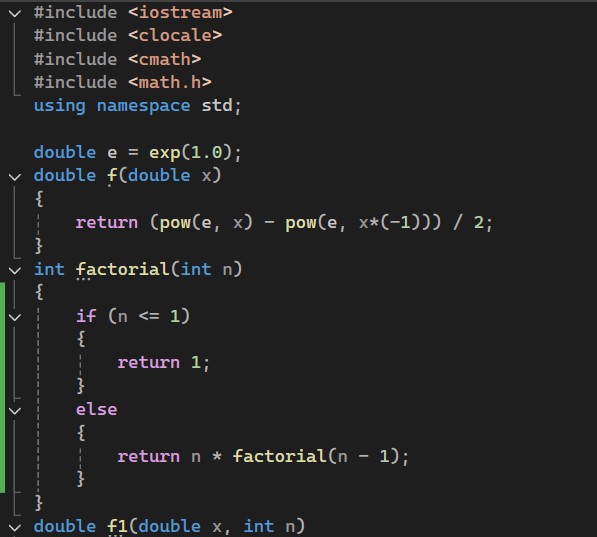 #include <iostream>
#include <clocale>
#include <cmath>
#include <math.h>
using namespace std;
double e = exp(1.0);
double f(double x)
{
return (pow(e, x) - pow(e, x*(-1))) / 2;
}
int factorial(int n)
{
if (n <= 1)
{
return 1;
}
else
{
return n * factorial(n - 1);
}
}
double f1(double x, int n)